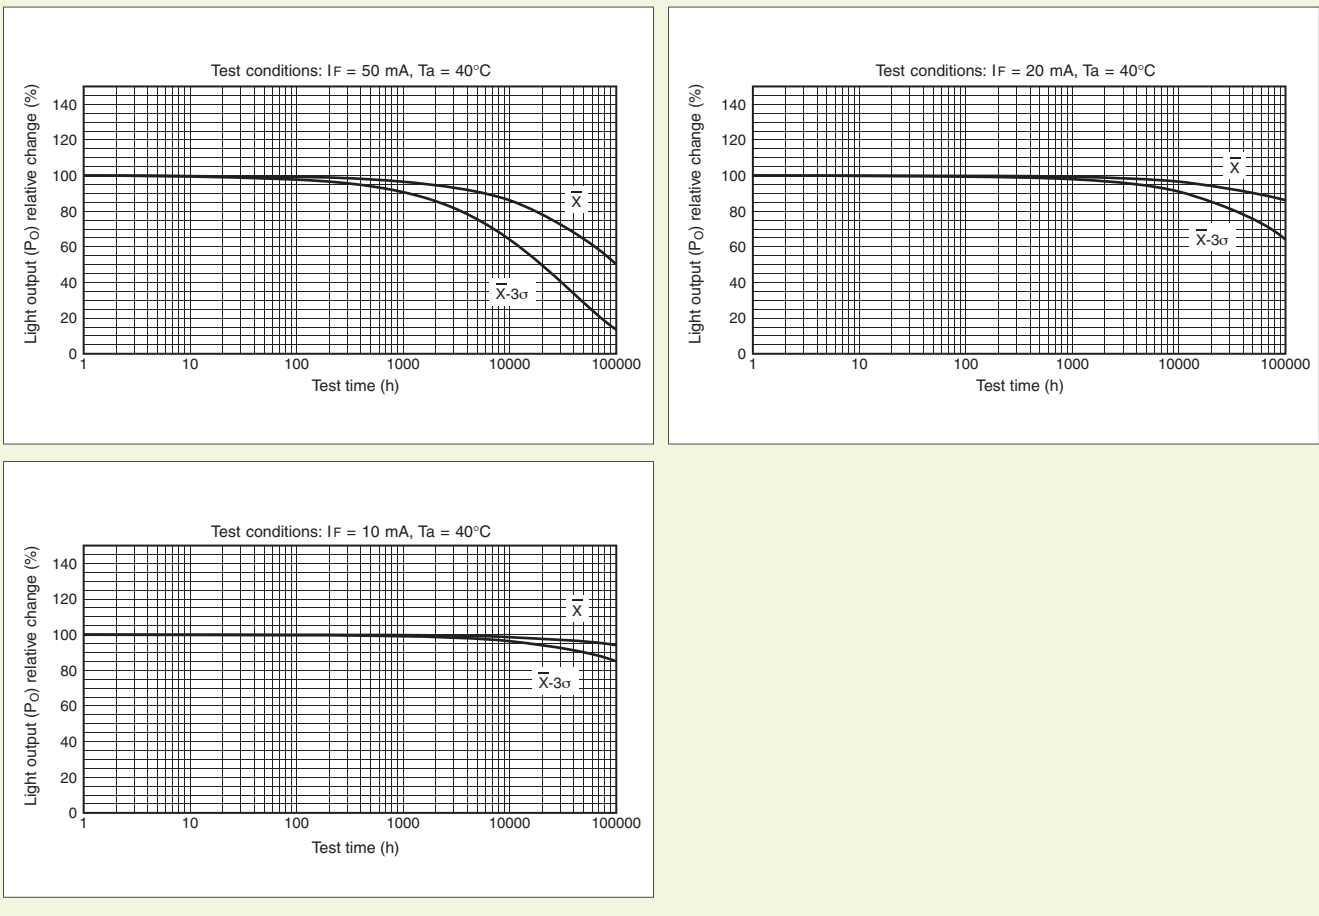 Test conditions: IF = 50 mA, Ta = 40°C
Light output (PO) relative change (%)
140
120
100
80
60
40
20
0
1 10 100 1000 10000 100000
Test time (h)
X̅
X̅-3σ
Test conditions: IF = 20 mA, Ta = 40°C
Light output (PO) relative change (%)
140
120
100
80
60
40
20
0
1 10 100 1000 10000 100000
Test time (h)
X̅
X̅-3σ
Test conditions: IF = 10 mA, Ta = 40°C
Light output (PO) relative change (%)
140
120
100
80
60
40
20
0
1 10 100 1000 10000 100000
Test time (h)
X̅
X̅-3σ